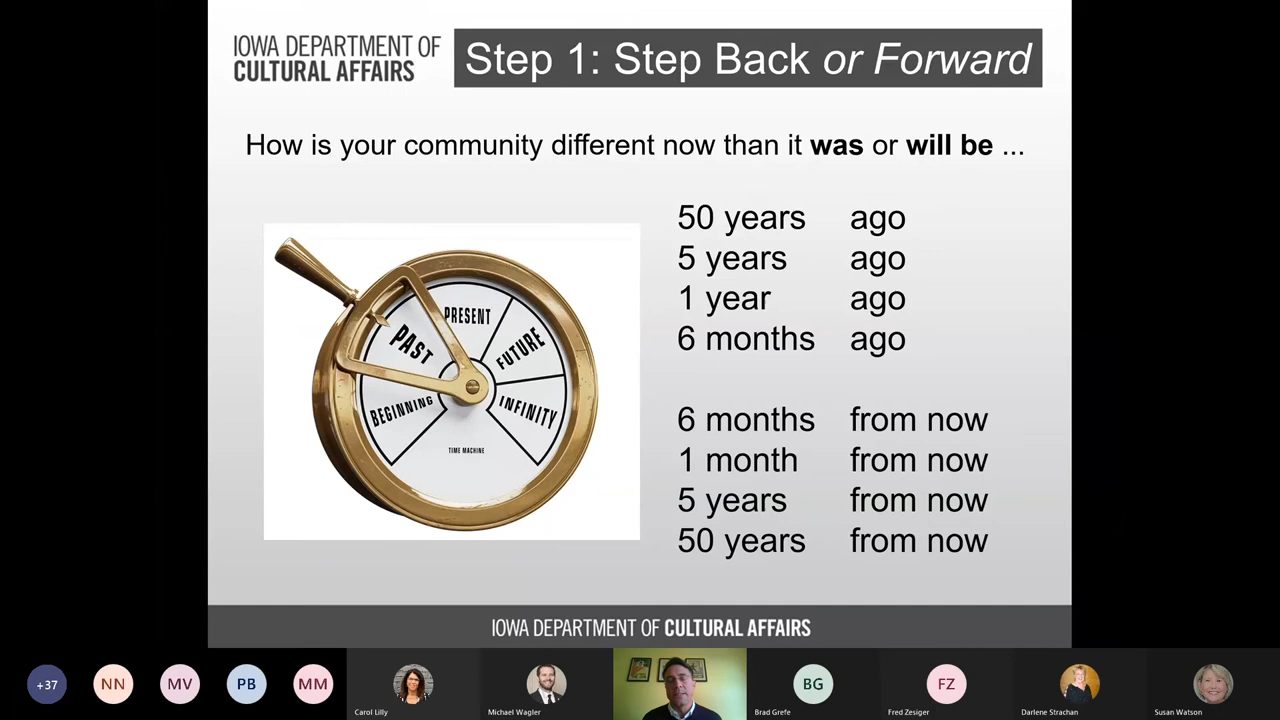 IOWA DEPARTMENT OF
CULTURAL AFFAIRS
Step 1: Step Back or Forward
How is your community different now than it was or will be ...
50 years ago
5 years ago
1 year ago
6 months ago
6 months from now
1 month from now
5 years from now
50 years from now
BEGINNING
PAST
PRESENT
FUTURE
INFINITY
TIME MACHINE
IOWA DEPARTMENT OF CULTURAL AFFAIRS
+37
NN
MV
PB
MM
Carol Lilly
Michael Wagler
BG
Brad Grefe
FZ
Fred Zesiger
Darlene Strachan
Susan Watson